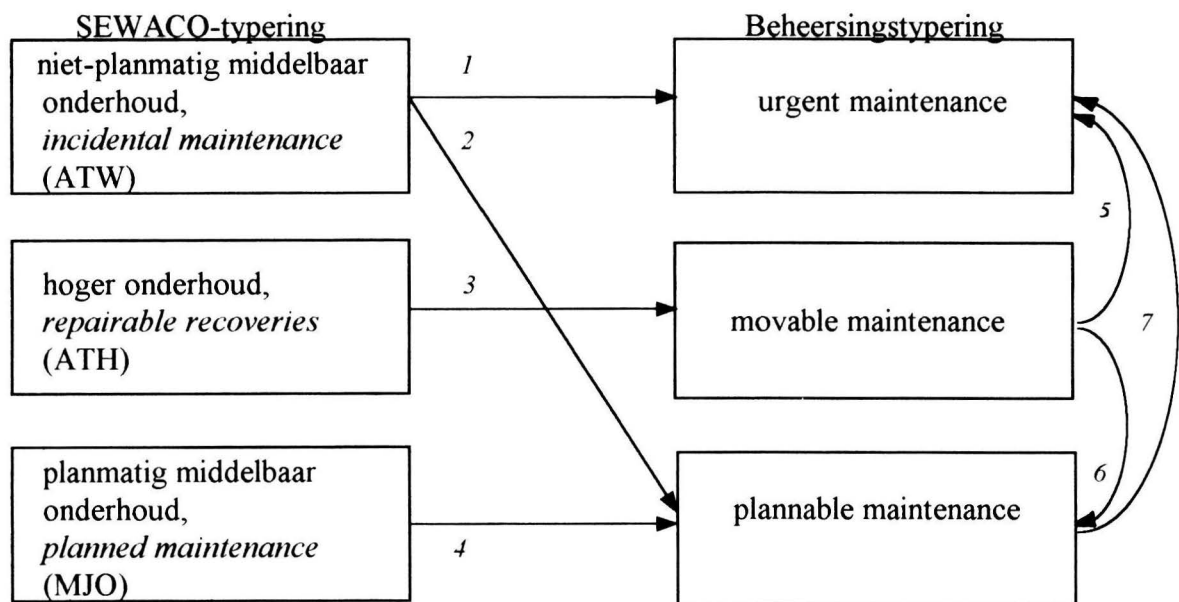 SEWACO-typering
niet-planmatig middelbaar
onderhoud,
incidental maintenance
(ATW)
hoger onderhoud,
repairable recoveries
(ATH)
planmatig middelbaar
onderhoud,
planned maintenance
(MJO)
1
2
3
4
Beheersingstypering
urgent maintenance
movable maintenance
plannable maintenance
5
7
6